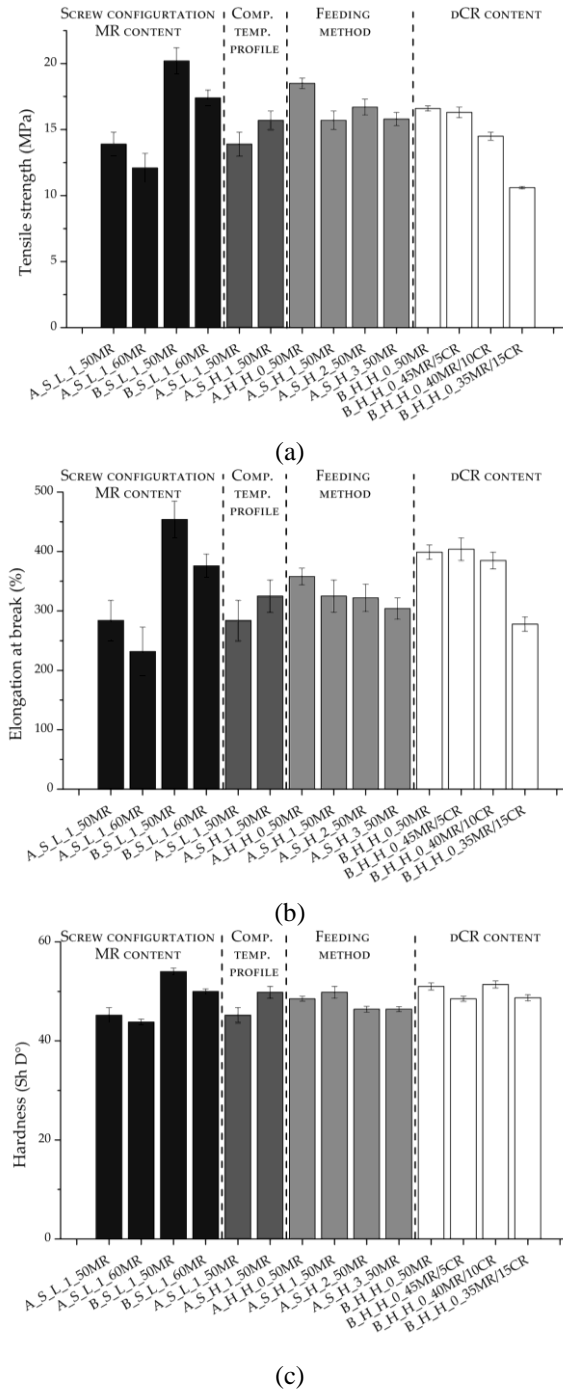 SCREW CONFIGURTATION
MR CONTENT
COMP.
TEMP.
PROFILE
FEEDING
METHOD
DCR CONTENT
Tensile strength (MPa)
20
15
10
5
0
A_S_L_1_50MR
A_S_L_1_60MR
B_S_L_1_50MR
B_S_L_1_60MR
A_S_L_1_50MR
A_S_H_1_50MR
A_H_H_0_50MR
A_S_H_1_50MR
A_S_H_2_50MR
A_S_H_3_50MR
B_H_H_0_50MR
B_H_H_0_45MR/5CR
B_H_H_0_40MR/10CR
B_H_H_0_35MR/15CR
(a)
SCREW CONFIGURTATION
MR CONTENT
COMP.
TEMP.
PROFILE
FEEDING
METHOD
DCR CONTENT
Elongation at break (%)
500
400
300
200
100
0
A_S_L_1_50MR
A_S_L_1_60MR
B_S_L_1_50MR
B_S_L_1_60MR
A_S_L_1_50MR
A_S_H_1_50MR
A_H_H_0_50MR
A_S_H_1_50MR
A_S_H_2_50MR
A_S_H_3_50MR
B_H_H_0_50MR
B_H_H_0_45MR/5CR
B_H_H_0_40MR/10CR
B_H_H_0_35MR/15CR
(b)
SCREW CONFIGURTATION
MR CONTENT
COMP.
TEMP.
PROFILE
FEEDING
METHOD
DCR CONTENT
Hardness (Sh D°)
60
40
20
0
A_S_L_1_50MR
A_S_L_1_60MR
B_S_L_1_50MR
B_S_L_1_60MR
A_S_L_1_50MR
A_S_H_1_50MR
A_H_H_0_50MR
A_S_H_1_50MR
A_S_H_2_50MR
A_S_H_3_50MR
B_H_H_0_50MR
B_H_H_0_45MR/5CR
B_H_H_0_40MR/10CR
B_H_H_0_35MR/15CR
(c)